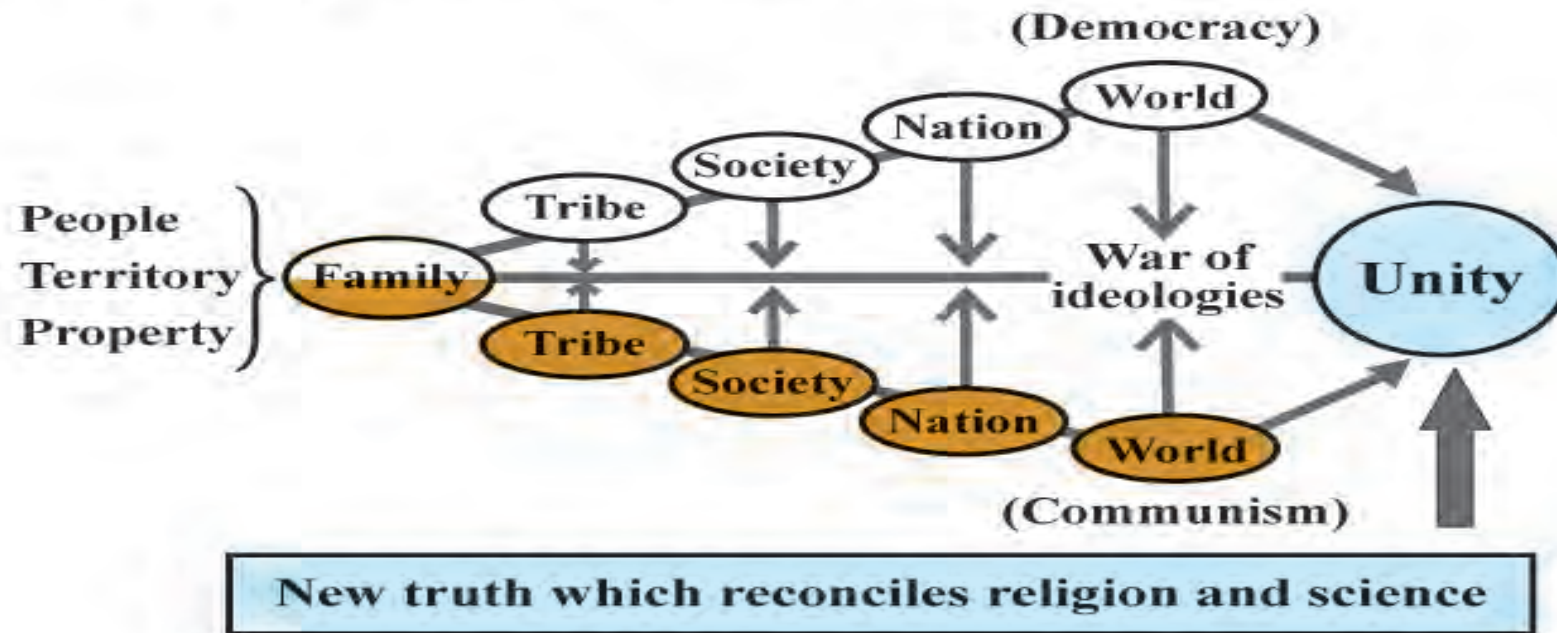 (Democracy)
World
Nation
Society
Tribe
People
Territory
Property
Family
War of
ideologies
Unity
Tribe
Society
Nation
World
(Communism)
New truth which reconciles religion and science